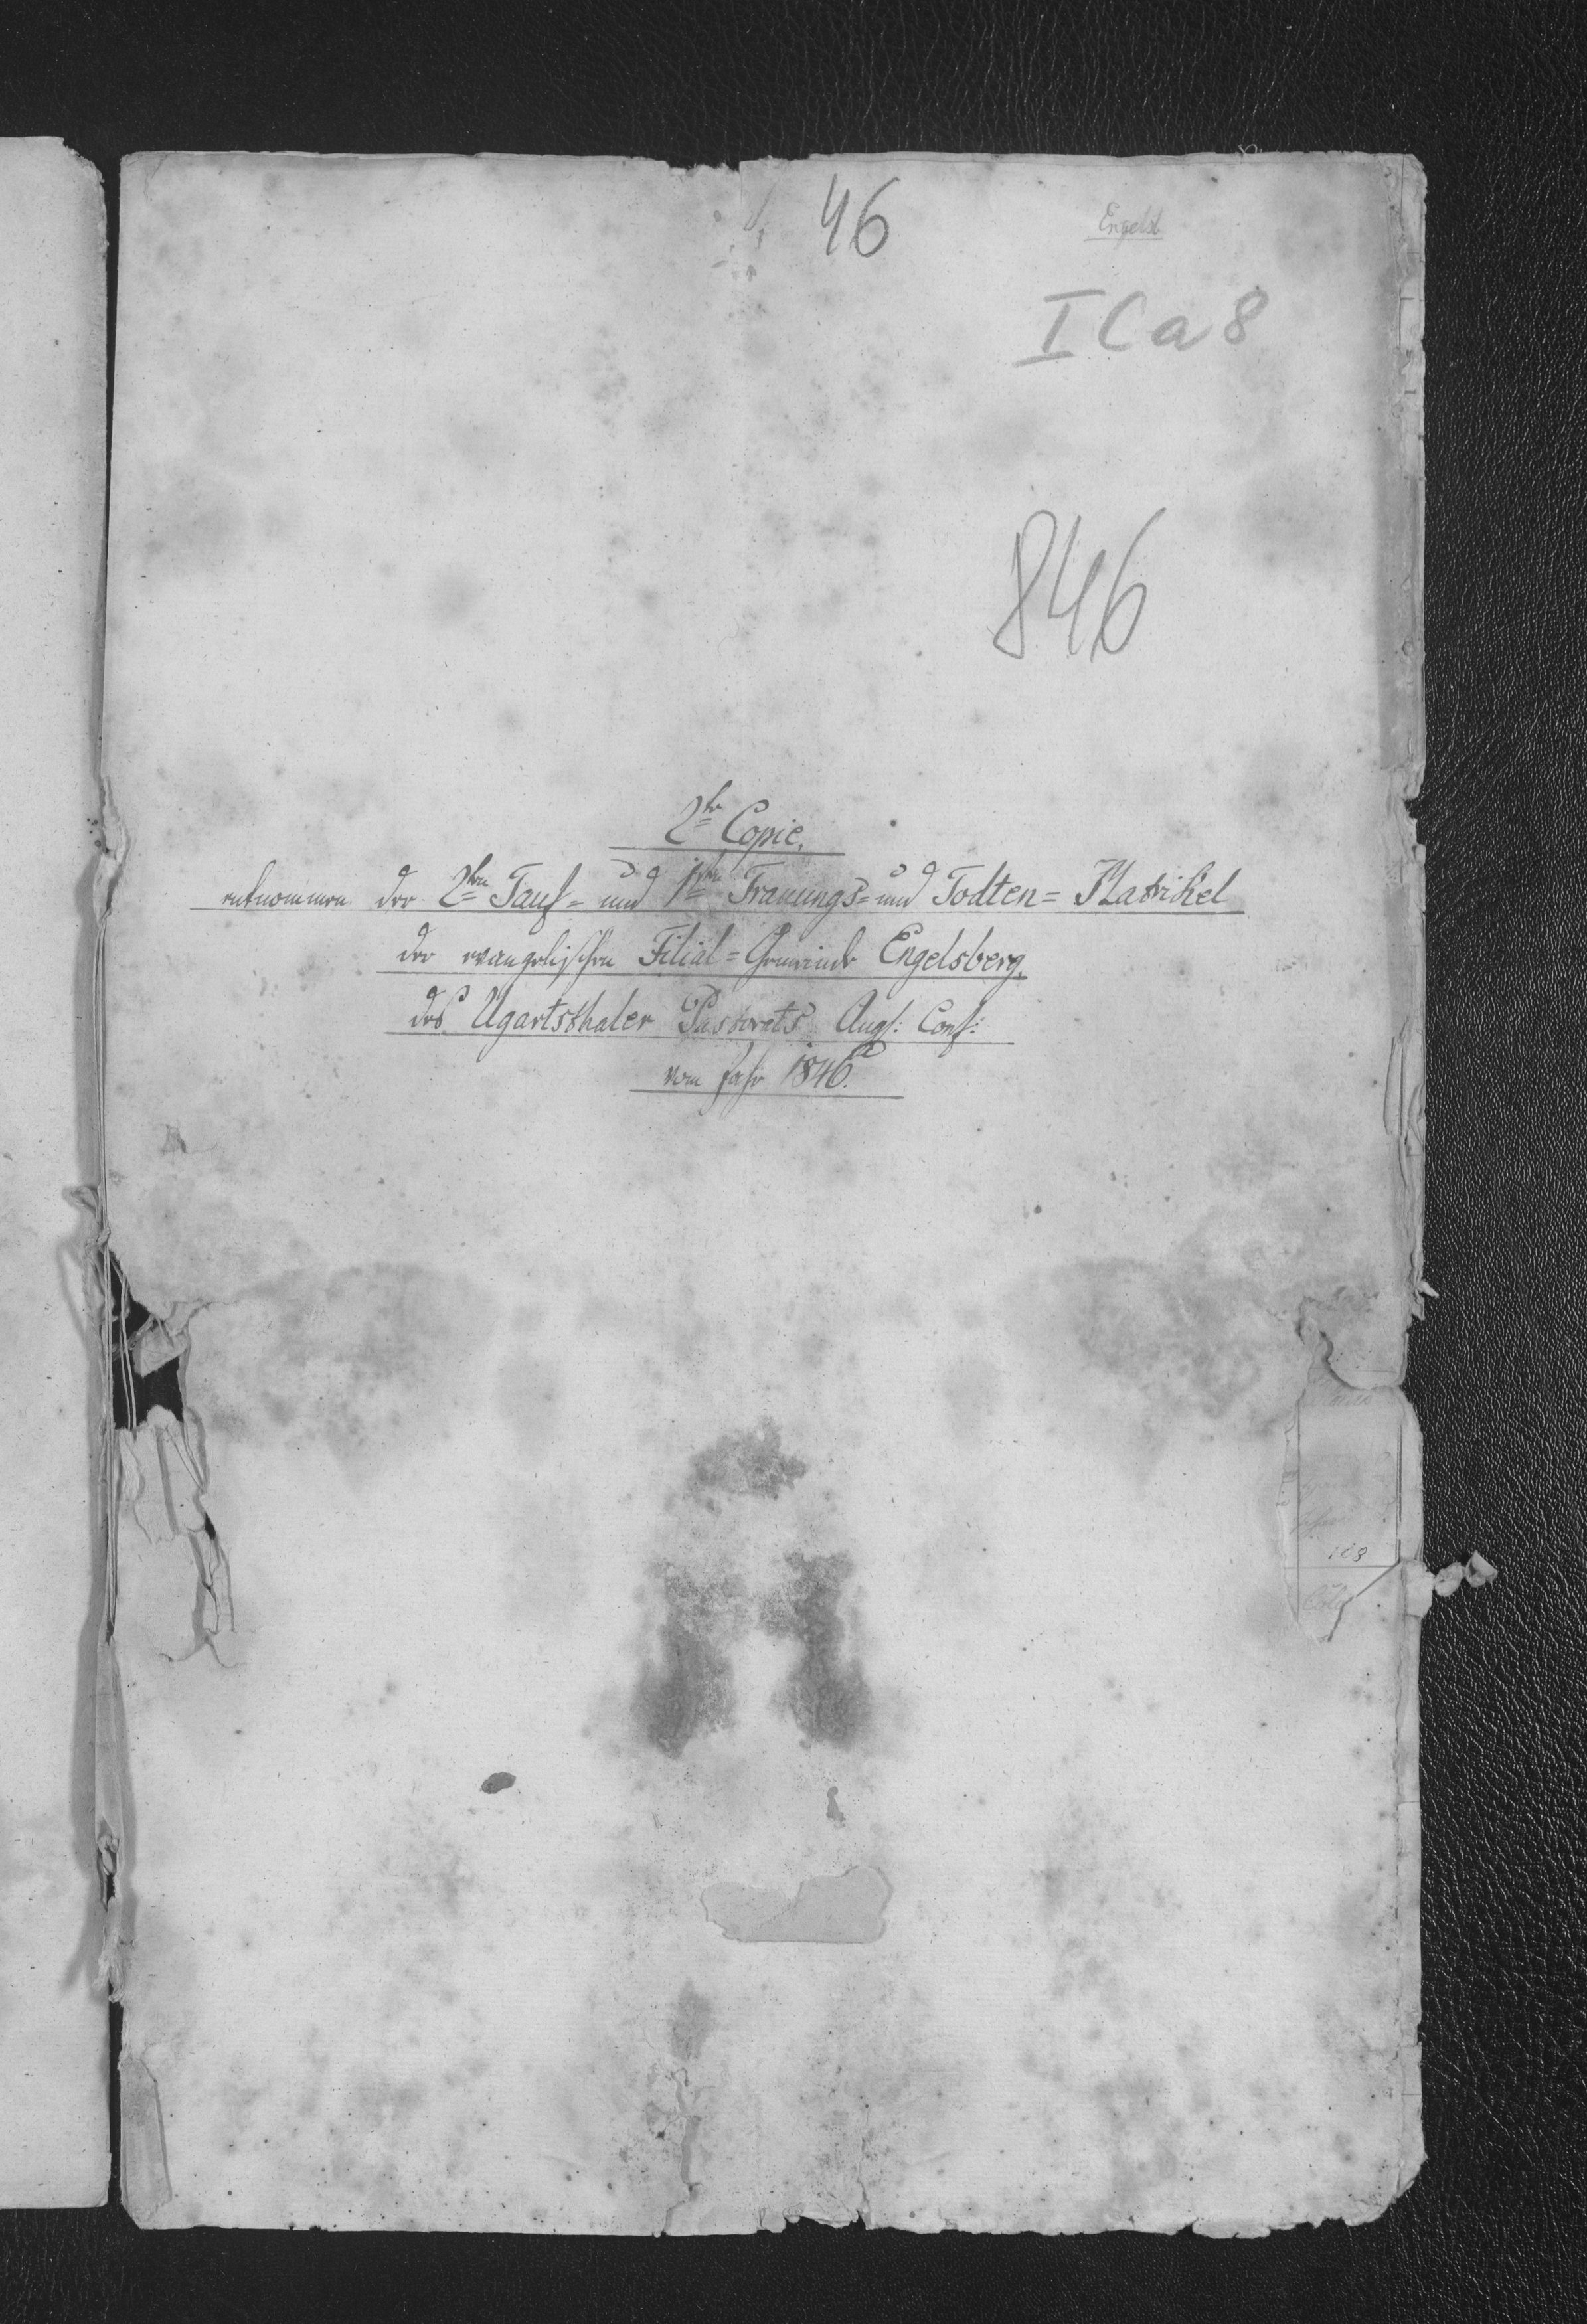 46
Engelsb
I C a 8
846
2te Copie,
entnommen der 2ten Tauf= und 1ten Trauungs= und Todten= Matrikel
der evangelischen Filial=Gemeinde Engelsberg,
des Ugartsthaler Pastorats Augs: Conf:
vom Jahr 1846.
108